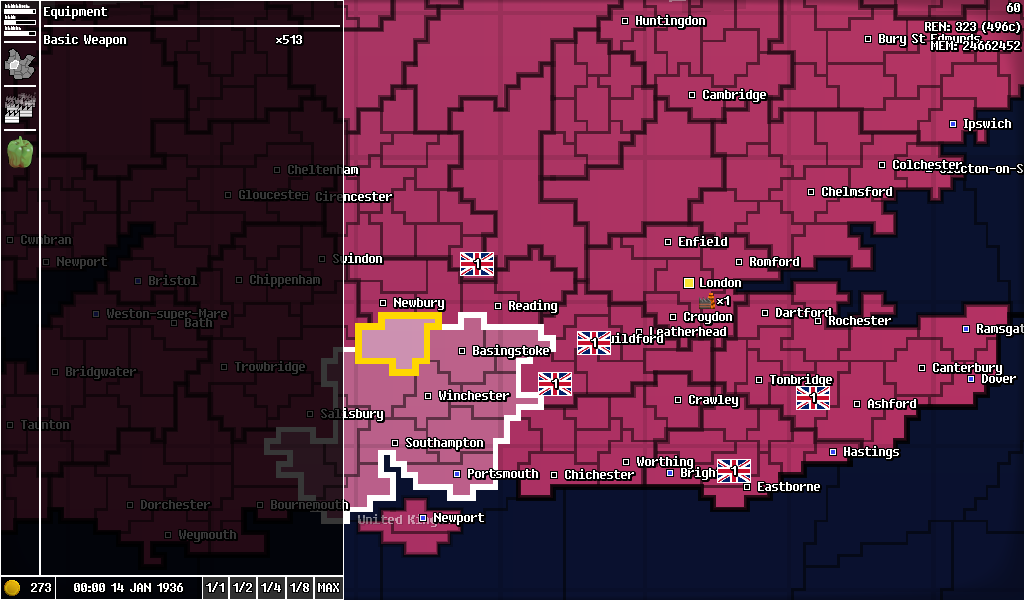 Equipment
Basic Weapon ×513
60
REN: 323 (496c)
MEM: 24662452
Huntingdon
Bury St Edmunds
Cambridge
Ipswich
Colchester
Clacton-on-S
Cheltenham
Gloucester
Cirencester
Chelmsford
Cwmbran
Enfield
Newport
Swindon
Romford
Bristol
Chippenham
London
×1
Newbury
Reading
Weston-super-Mare
Bath
Croydon
Dartford
Rochester
Leatherhead
Guildford
Ramsgat
1
1
1
1
1
Basingstoke
Bridgwater
Trowbridge
Canterbury
Tonbridge
Dover
Winchester
Crawley
Ashford
Salisbury
Taunton
Southampton
Hastings
Worthing
Portsmouth
Chichester
Bright
Eastborne
Dorchester
Bournemouth
United King
Newport
Weymouth
273
00:00 14 JAN 1936
1/1
1/2
1/4
1/8
MAX